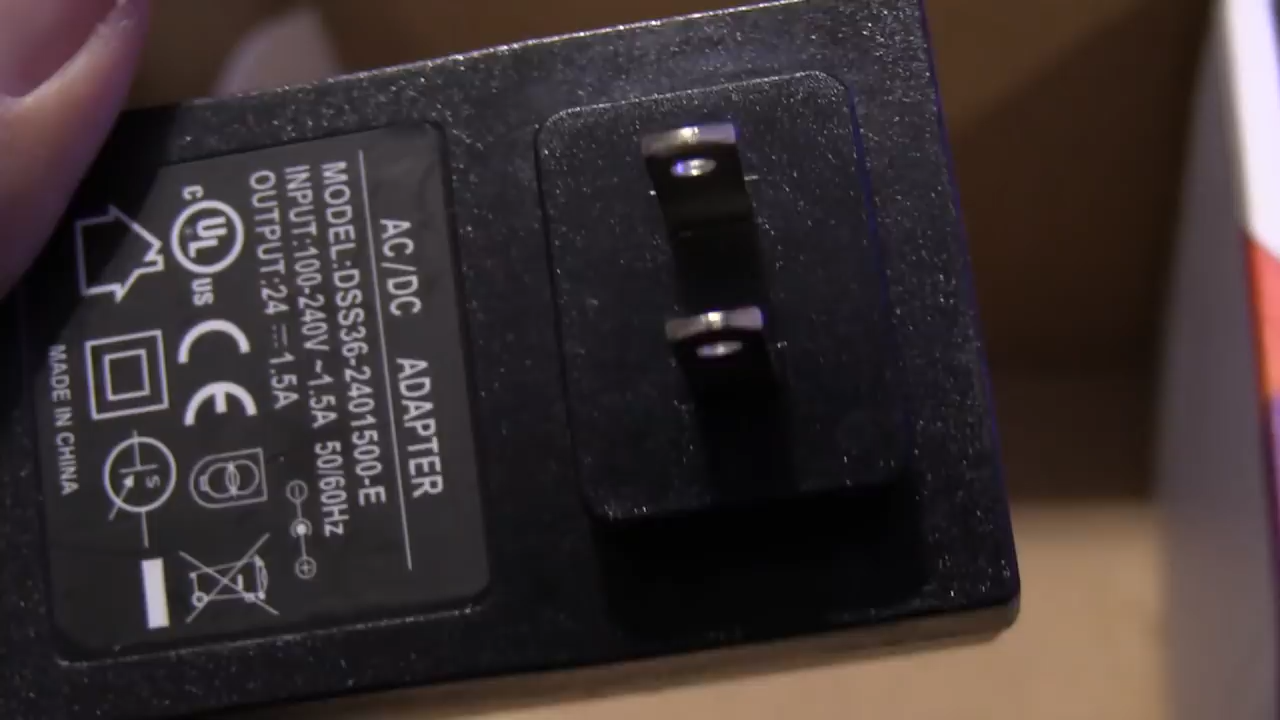 AC/DC ADAPTER
MODEL:DSS36-2401500-E
INPUT:100-240V ~1.5A 50/60Hz
OUTPUT:24 ⎓ 1.5A
c UL US CE
S
MADE IN CHINA